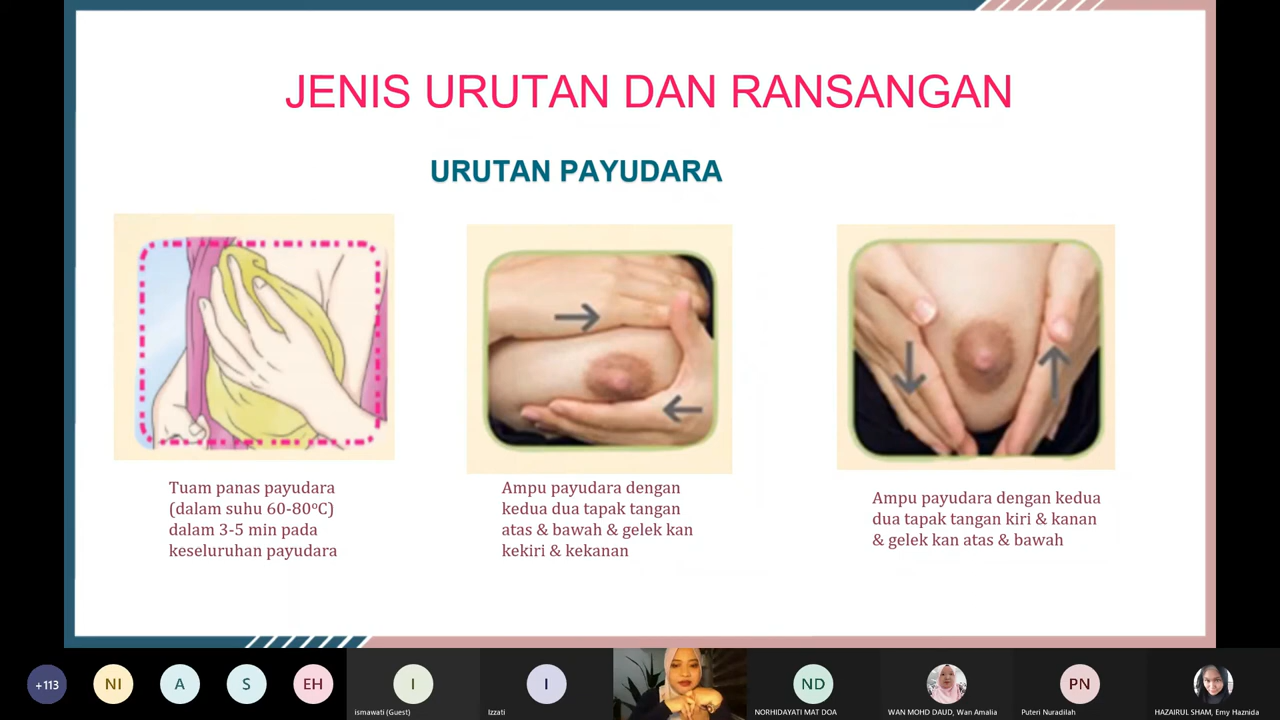 JENIS URUTAN DAN RANSANGAN
URUTAN PAYUDARA
Tuam panas payudara
(dalam suhu 60-80ºC)
dalam 3-5 min pada
keseluruhan payudara
Ampu payudara dengan
kedua dua tapak tangan
atas & bawah & gelek kan
kekiri & kekanan
Ampu payudara dengan kedua
dua tapak tangan kiri & kanan
& gelek kan atas & bawah
+113
NI
A
S
EH
I
ismawati (Guest)
I
Izzati
ND
NORHIDAYATI MAT DOA
WAN MOHD DAUD, Wan Amalia
PN
Puteri Nuradilah
HAZAIRUL SHAM, Emy Haznida